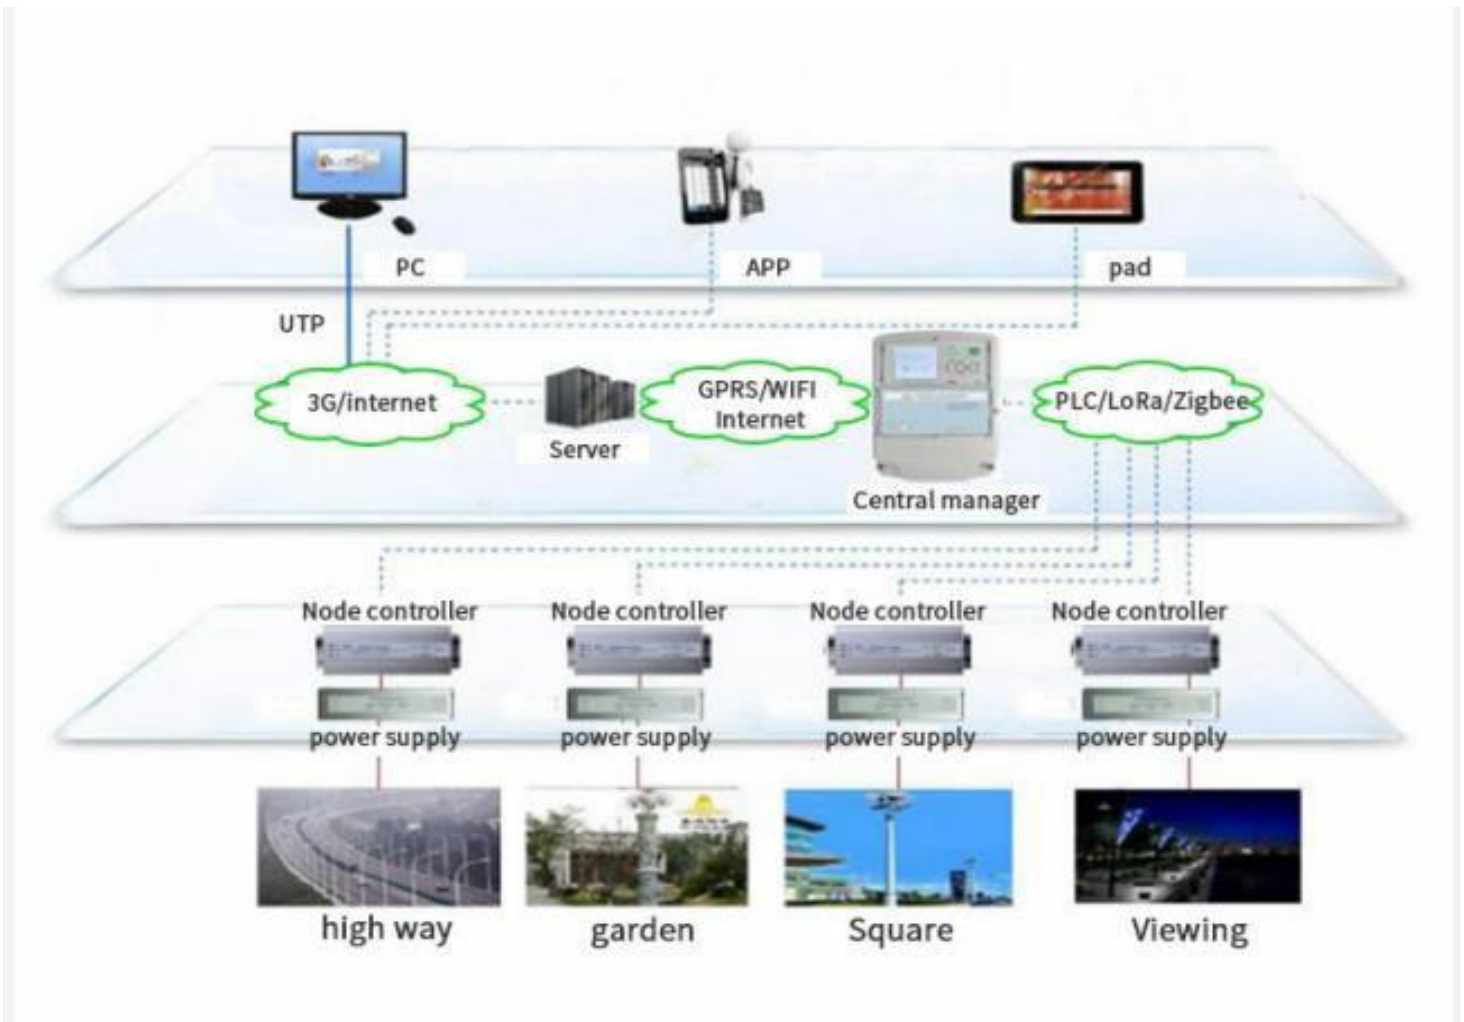 PC
APP
pad
UTP
3G/internet
GPRS/WIFI
Internet
PLC/LoRa/Zigbee
Server
Central manager
Node controller
Node controller
Node controller
Node controller
power supply
power supply
power supply
power supply
high way
garden
Square
Viewing